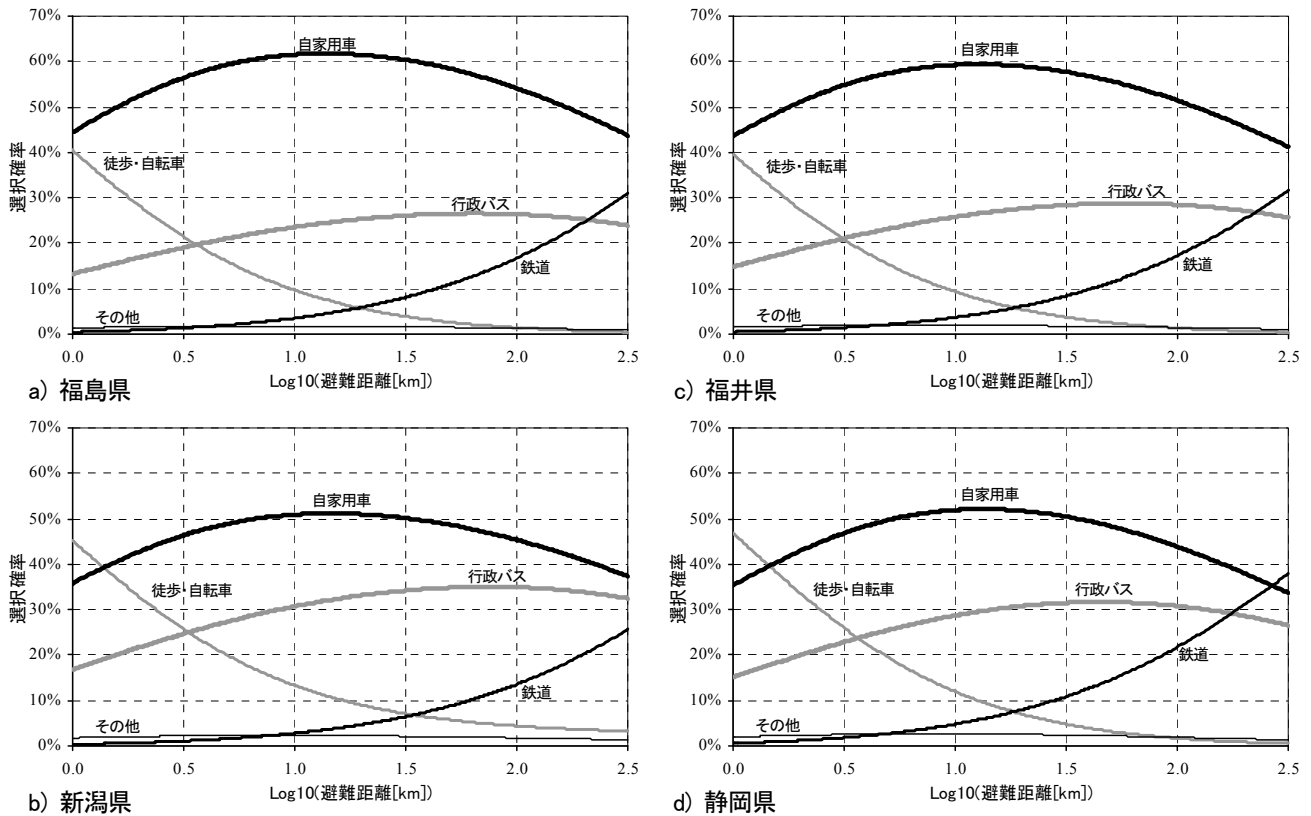 70%
60%
50%
40%
30%
20%
10%
0%
選択確率
自家用車
徒歩・自転車
行政バス
鉄道
その他
0.0 0.5 1.0 1.5 2.0 2.5
Log10(避難距離[km])
a) 福島県
70%
60%
50%
40%
30%
20%
10%
0%
選択確率
自家用車
徒歩・自転車
行政バス
鉄道
その他
0.0 0.5 1.0 1.5 2.0 2.5
Log10(避難距離[km])
c) 福井県
70%
60%
50%
40%
30%
20%
10%
0%
選択確率
自家用車
行政バス
徒歩・自転車
鉄道
その他
0.0 0.5 1.0 1.5 2.0 2.5
Log10(避難距離[km])
b) 新潟県
70%
60%
50%
40%
30%
20%
10%
0%
選択確率
自家用車
徒歩・自転車
行政バス
鉄道
その他
0.0 0.5 1.0 1.5 2.0 2.5
Log10(避難距離[km])
d) 静岡県